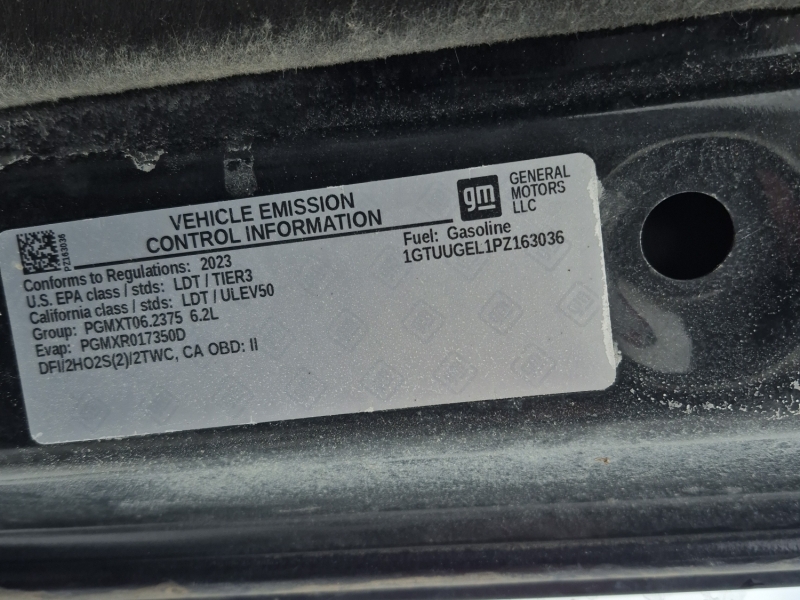 VEHICLE EMISSION
CONTROL INFORMATION
gm
GENERAL
MOTORS
LLC
PZ163036
Conforms to Regulations: 2023
U.S. EPA class / stds: LDT / TIER3
California class / stds: LDT / ULEV50
Group: PGMXT06.2375 6.2L
Evap: PGMXR017350D
DFI/2HO2S(2)/2TWC, CA OBD: II
Fuel: Gasoline
1GTUUGEL1PZ163036